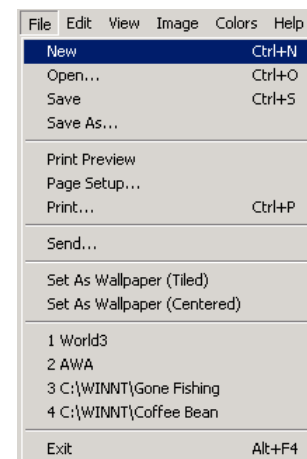 File Edit View Image Colors Help
New Ctrl+N
Open... Ctrl+O
Save Ctrl+S
Save As...
Print Preview
Page Setup...
Print... Ctrl+P
Send...
Set As Wallpaper (Tiled)
Set As Wallpaper (Centered)
1 World3
2 AWA
3 C:\WINNT\Gone Fishing
4 C:\WINNT\Coffee Bean
Exit Alt+F4